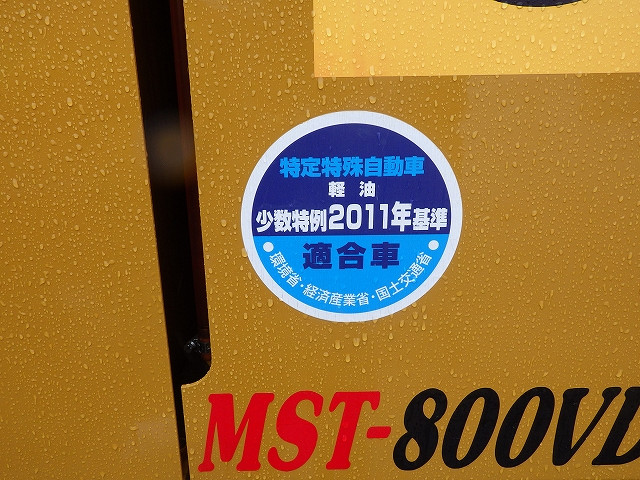 特定特殊自動車
軽油
少数特例2011年基準
適合車
環境省・経済産業省・国土交通省
MST-800VD